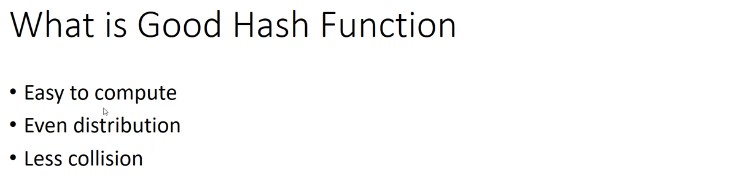 What is Good Hash Function
• Easy to compute
• Even distribution
• Less collision